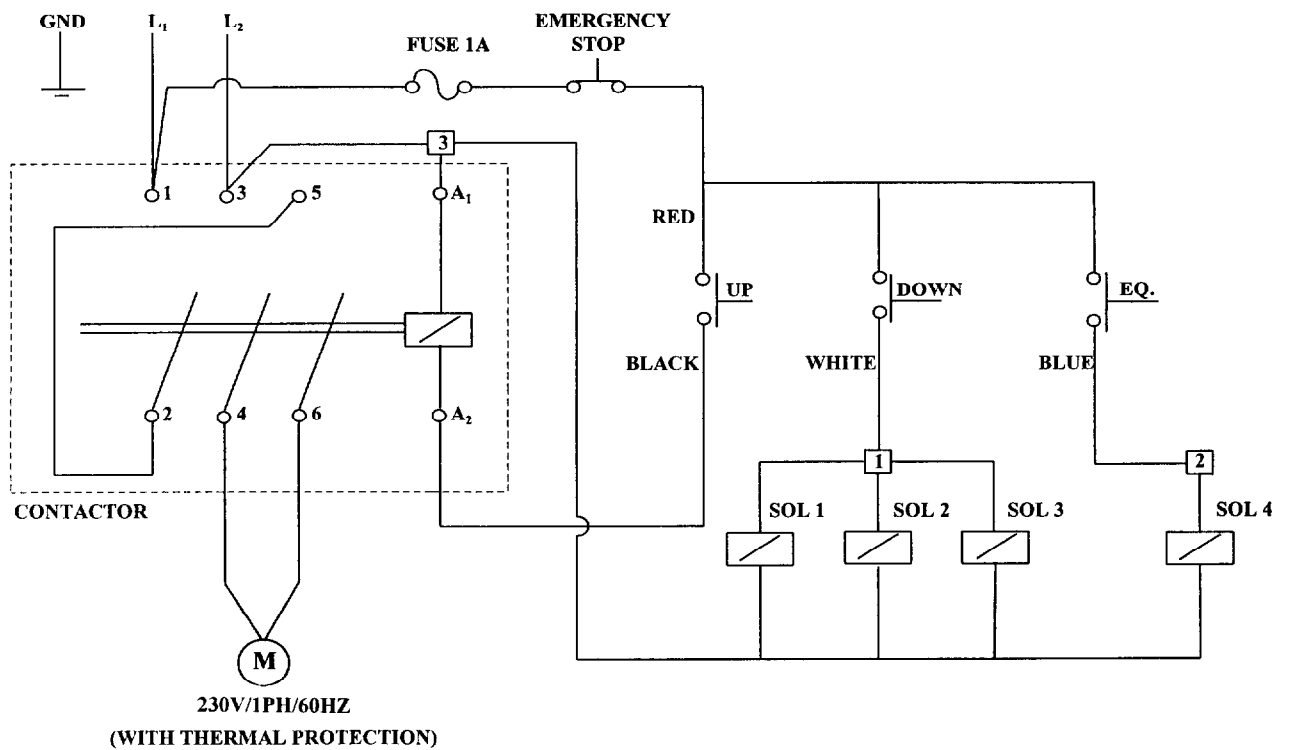 GND
L₁
L₂
EMERGENCY
STOP
FUSE 1A
3
1
3
5
A₁
RED
UP
DOWN
EQ.
BLACK
WHITE
BLUE
2
4
6
A₂
1
2
CONTACTOR
SOL 1
SOL 2
SOL 3
SOL 4
M
230V/1PH/60HZ
(WITH THERMAL PROTECTION)